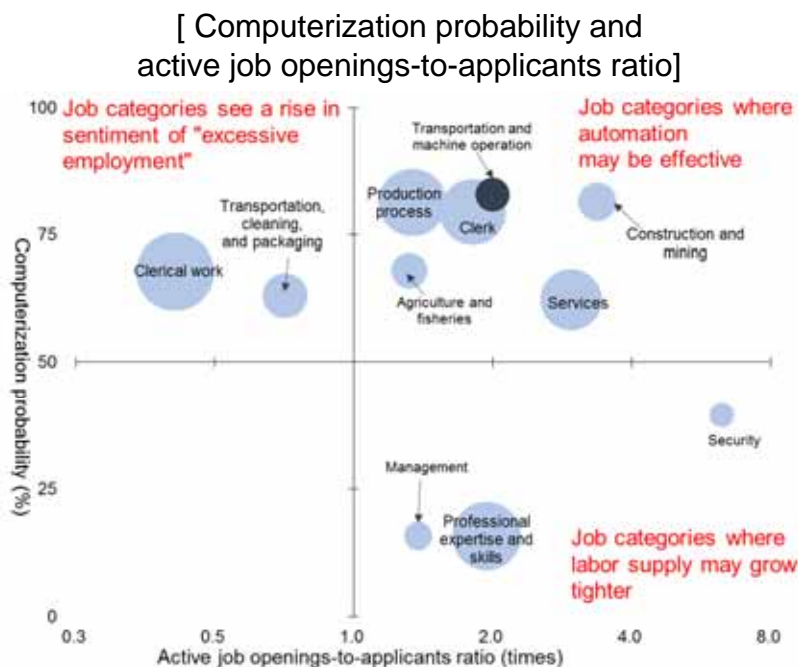 [ Computerization probability and
active job openings-to-applicants ratio]
100
Job categories see a rise in
sentiment of "excessive
employment"
Job categories where
automation
may be effective
Transportation and
machine operation
Production
process
Clerk
Transportation,
cleaning,
and packaging
Construction and
mining
75
Clerical work
Agriculture and
fisheries
Services
Computerization probability (%)
50
Security
Management
25
Professional
expertise and
skills
Job categories where
labor supply may grow
tighter
0
0.3 0.5 1.0 2.0 4.0 8.0
Active job openings-to-applicants ratio (times)